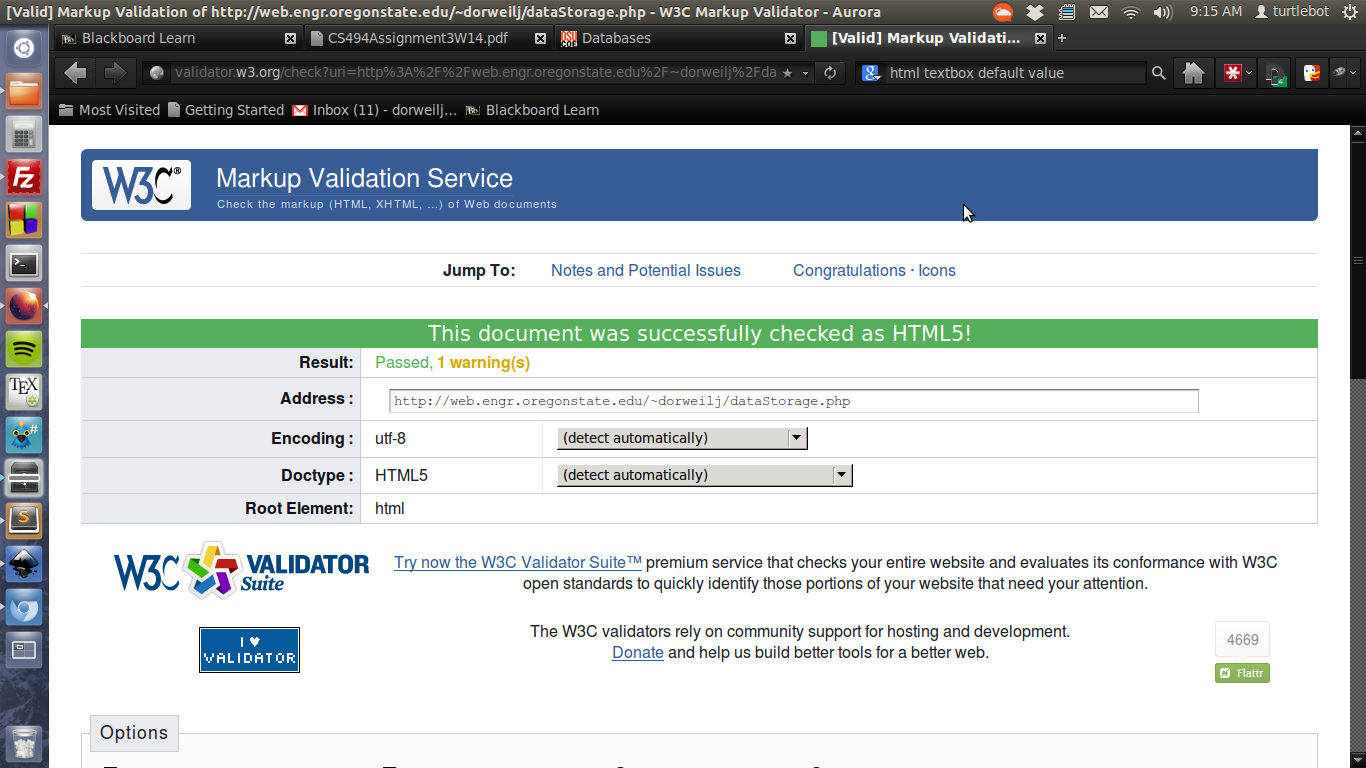 [Valid] Markup Validation of http://web.engr.oregonstate.edu/~dorweilj/dataStorage.php - W3C Markup Validator - Aurora
9:15 AM turtlebot
Blackboard Learn
CS494Assignment3W14.pdf
Databases
[Valid] Markup Validati...
validator.w3.org/check?uri=http%3A%2F%2Fweb.engr.oregonstate.edu%2F~dorweilj%2Fda
html textbox default value
Most Visited Getting Started Inbox (11) - dorweilj... Blackboard Learn
W3C® Markup Validation Service
Check the markup (HTML, XHTML, ...) of Web documents
Jump To: Notes and Potential Issues Congratulations · Icons
This document was successfully checked as HTML5!
Result: Passed, 1 warning(s)
Address : http://web.engr.oregonstate.edu/~dorweilj/dataStorage.php
Encoding : utf-8 (detect automatically)
Doctype : HTML5 (detect automatically)
Root Element: html
W3C VALIDATOR
Suite
Try now the W3C Validator Suite™ premium service that checks your entire website and evaluates its conformance with W3C
open standards to quickly identify those portions of your website that need your attention.
I ♥
VALIDATOR
The W3C validators rely on community support for hosting and development.
Donate and help us build better tools for a better web.
4669
Flattr
Options